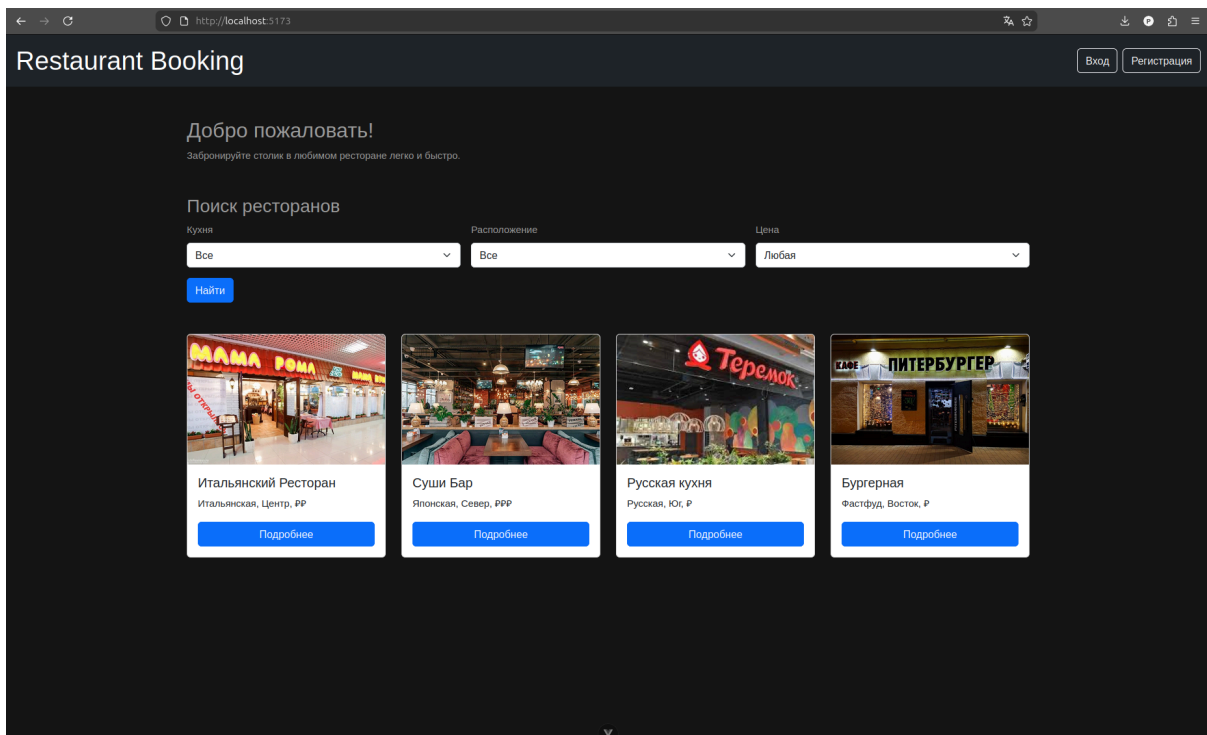 http://localhost:5173
Restaurant Booking
Вход
Регистрация
Добро пожаловать!
Забронируйте столик в любимом ресторане легко и быстро.
Поиск ресторанов
Кухня
Расположение
Цена
Все
Все
Любая
Найти
МАМА РОМА
Теремок
КАФЕ ПИТЕРБУРГЕР
Итальянский Ресторан
Итальянская, Центр, ₽₽
Подробнее
Суши Бар
Японская, Север, ₽₽₽
Подробнее
Русская кухня
Русская, Юг, ₽
Подробнее
Бургерная
Фастфуд, Восток, ₽
Подробнее